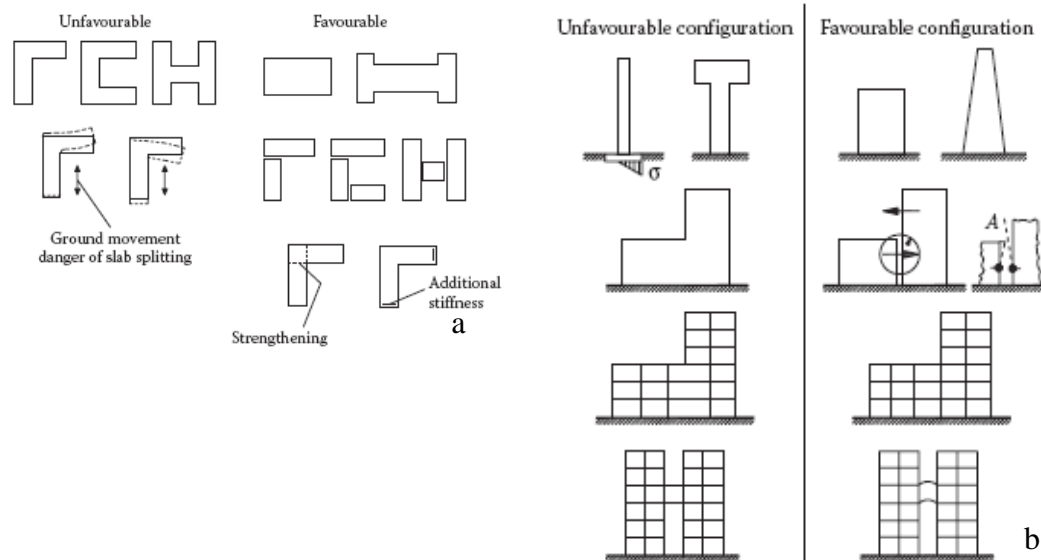 Unfavourable
Favourable
Ground movement
danger of slab splitting
Additional
stiffness
Strengthening
a
Unfavourable configuration
Favourable configuration
σ
A
b